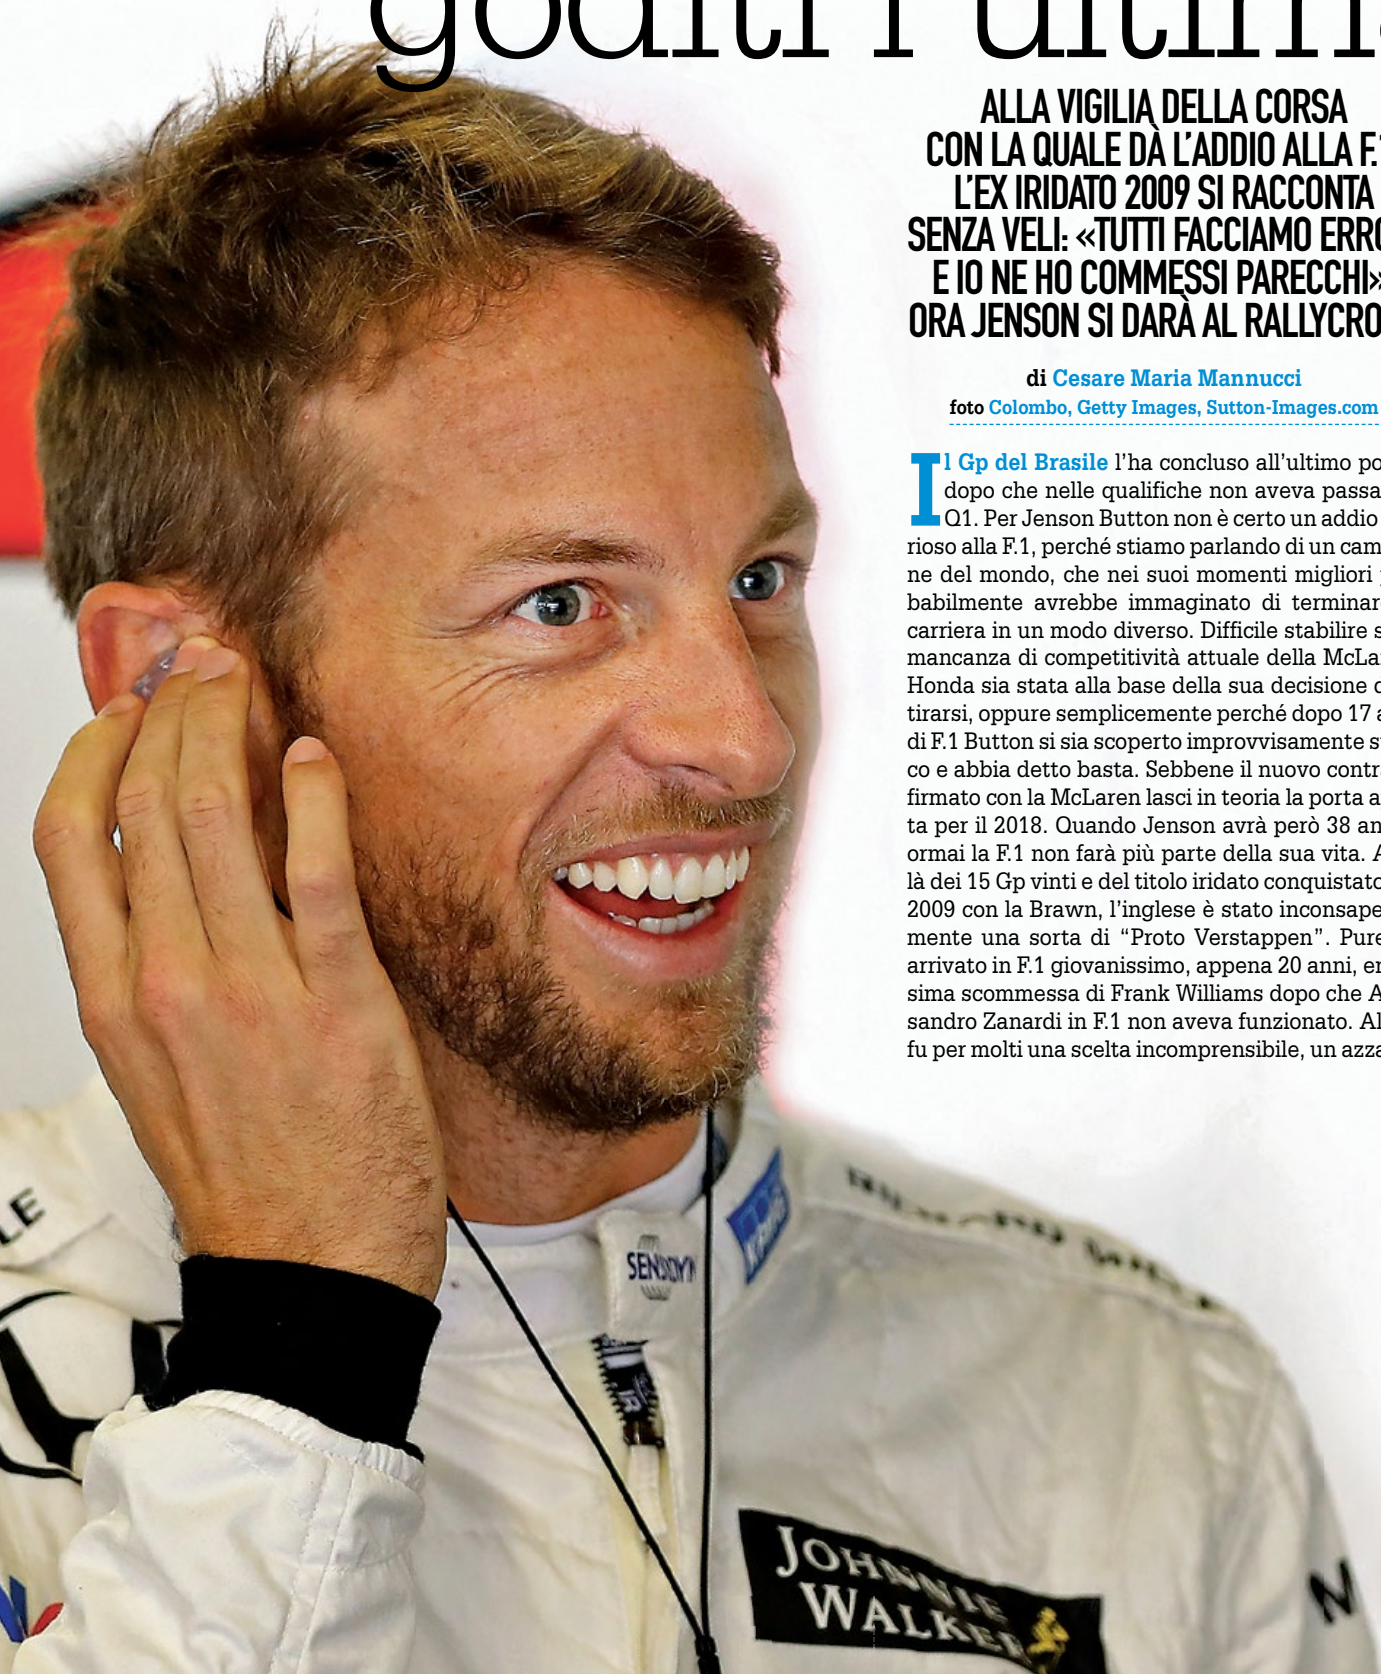 goditi l'ultima
ALLA VIGILIA DELLA CORSA
CON LA QUALE DÀ L'ADDIO ALLA F.1
L'EX IRIDATO 2009 SI RACCONTA
SENZA VELI: «TUTTI FACCIAMO ERRO
E IO NE HO COMMESSI PARECCHI»
ORA JENSON SI DARÀ AL RALLYCRO
di Cesare Maria Mannucci
foto Colombo, Getty Images, Sutton-Images.com
Il Gp del Brasile l'ha concluso all'ultimo po
dopo che nelle qualifiche non aveva passa
Q1. Per Jenson Button non è certo un addio
rioso alla F.1, perché stiamo parlando di un cam
ne del mondo, che nei suoi momenti migliori
babilmente avrebbe immaginato di terminar
carriera in un modo diverso. Difficile stabilire s
mancanza di competitività attuale della McLa
Honda sia stata alla base della sua decisione
tirarsi, oppure semplicemente perché dopo 17
di F.1 Button si sia scoperto improvvisamente s
co e abbia detto basta. Sebbene il nuovo contr
firmato con la McLaren lasci in teoria la porta a
ta per il 2018. Quando Jenson avrà però 38 an
ormai la F.1 non farà più parte della sua vita. A
là dei 15 Gp vinti e del titolo iridato conquistato
2009 con la Brawn, l'inglese è stato inconsape
mente una sorta di “Proto Verstappen”. Pure
arrivato in F.1 giovanissimo, appena 20 anni, en
sima scommessa di Frank Williams dopo che A
sandro Zanardi in F.1 non aveva funzionato. Al
fu per molti una scelta incomprensibile, un azza
LE
SENSODYN
KPMG
JOHNNIE
WALKER
M